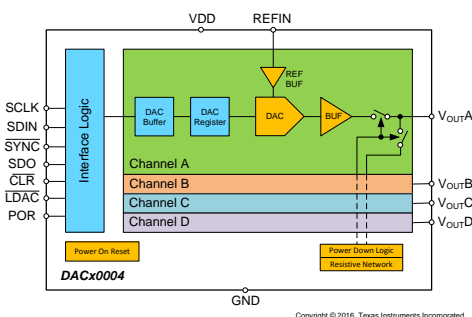 VDD
REFIN
SCLK
SDIN
SYNC
SDO
CLR
LDAC
POR
Interface Logic
REF
BUF
DAC
Buffer
DAC
Register
DAC
BUF
VOUTA
Channel A
Channel B
VOUTB
Channel C
VOUTC
Channel D
VOUTD
Power On Reset
Power Down Logic
Resistive Network
DACx0004
GND
Copyright © 2016, Texas Instruments Incorporated